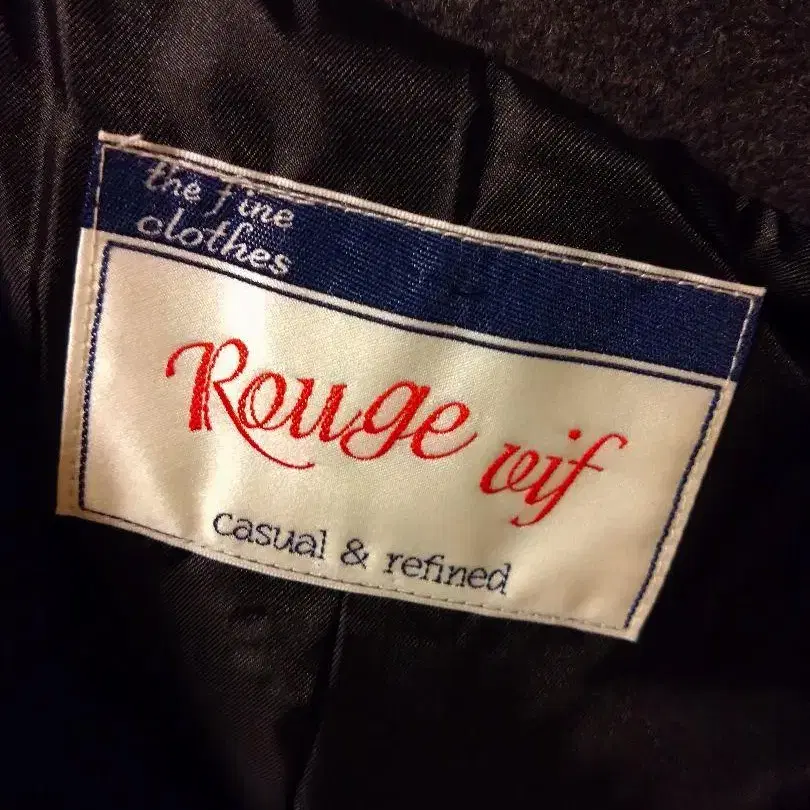 the fine
clothes
Rouge vif
casual & refined